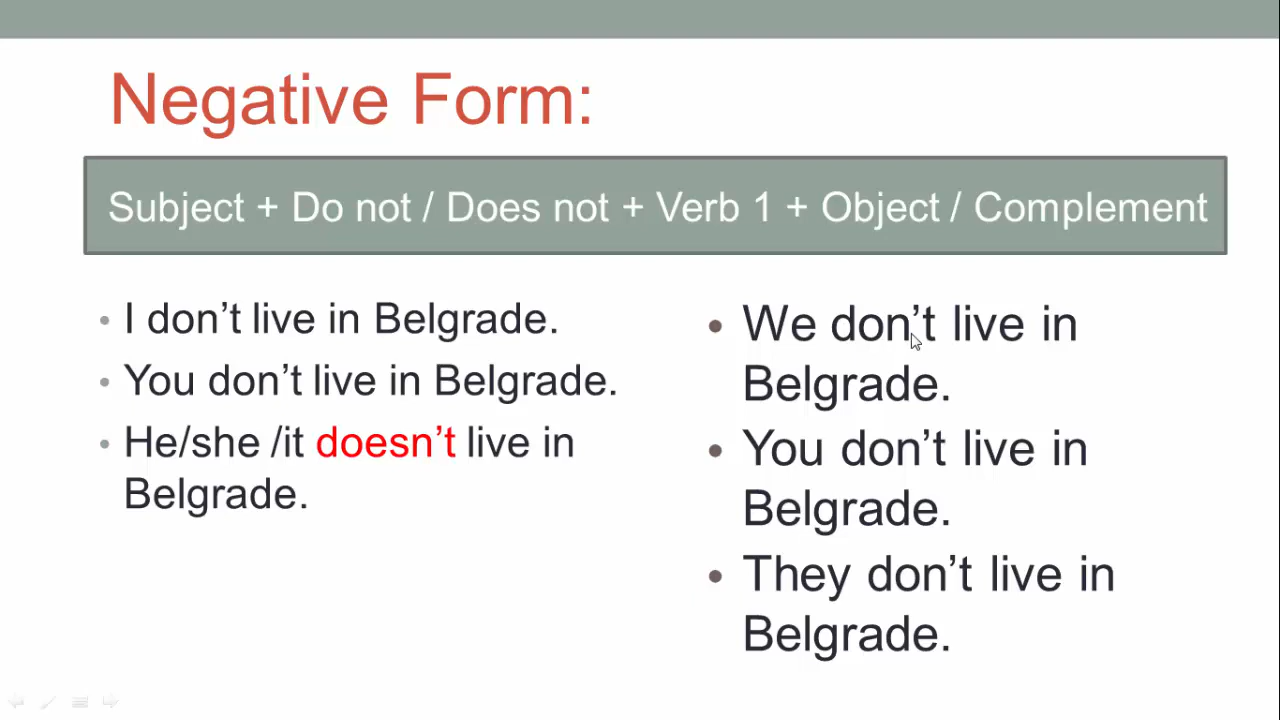 Negative Form:
Subject + Do not / Does not + Verb 1 + Object / Complement
• I don’t live in Belgrade.
• You don’t live in Belgrade.
• He/she /it doesn’t live in
Belgrade.
• We don’t live in
Belgrade.
• You don’t live in
Belgrade.
• They don’t live in
Belgrade.